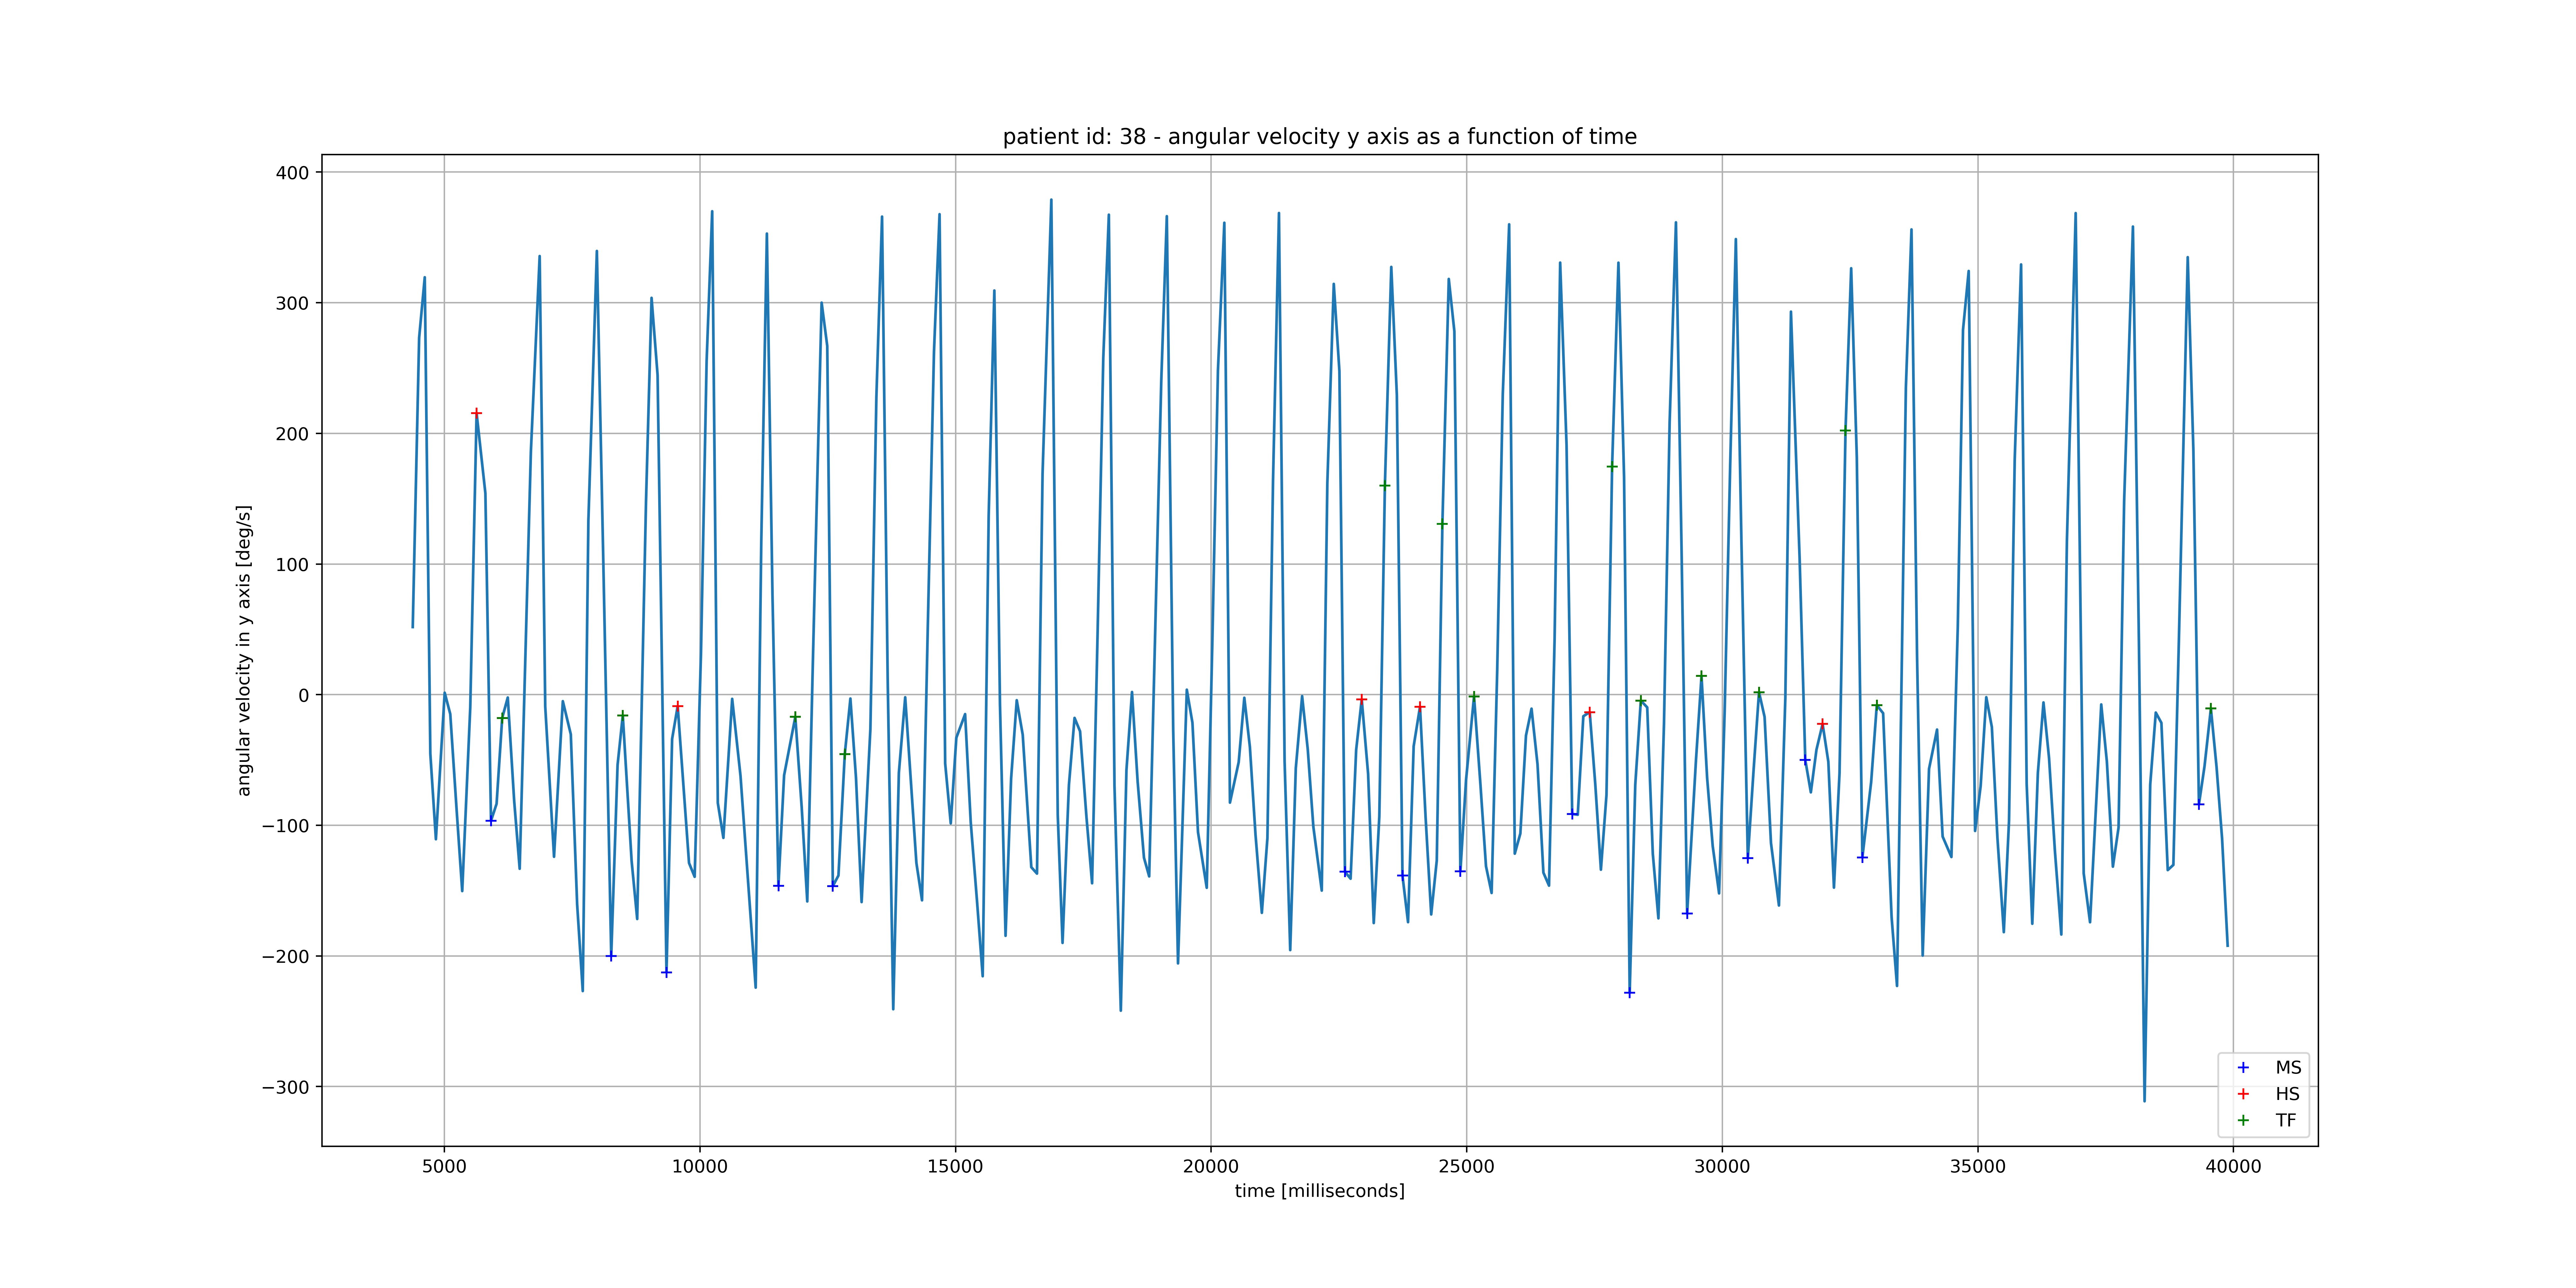 patient id: 38 - angular velocity y axis as a function of time
angular velocity in y axis [deg/s]
400
300
200
100
0
−100
−200
−300
5000 10000 15000 20000 25000 30000 35000 40000
time [milliseconds]
MS
HS
TF